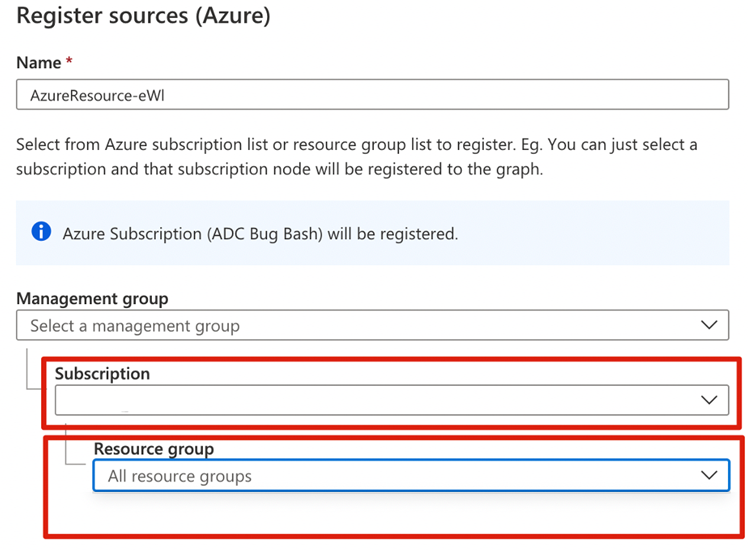 Register sources (Azure)
Name *
AzureResource-eWl
Select from Azure subscription list or resource group list to register. Eg. You can just select a
subscription and that subscription node will be registered to the graph.
Azure Subscription (ADC Bug Bash) will be registered.
Management group
Select a management group
Subscription
Resource group
All resource groups